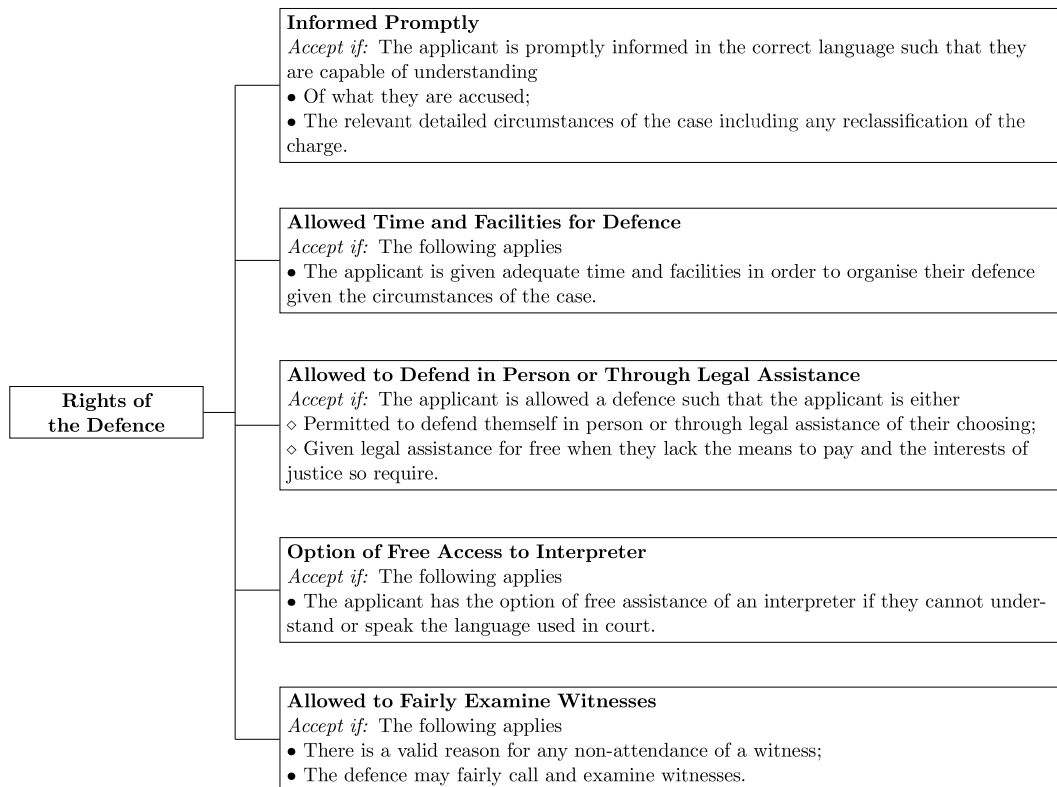 Informed Promptly
Accept if: The applicant is promptly informed in the correct language such that they
are capable of understanding
• Of what they are accused;
• The relevant detailed circumstances of the case including any reclassification of the
charge.
Allowed Time and Facilities for Defence
Accept if: The following applies
• The applicant is given adequate time and facilities in order to organise their defence
given the circumstances of the case.
Rights of
the Defence
Allowed to Defend in Person or Through Legal Assistance
Accept if: The applicant is allowed a defence such that the applicant is either
⋄ Permitted to defend themself in person or through legal assistance of their choosing;
⋄ Given legal assistance for free when they lack the means to pay and the interests of
justice so require.
Option of Free Access to Interpreter
Accept if: The following applies
• The applicant has the option of free assistance of an interpreter if they cannot under-
stand or speak the language used in court.
Allowed to Fairly Examine Witnesses
Accept if: The following applies
• There is a valid reason for any non-attendance of a witness;
• The defence may fairly call and examine witnesses.